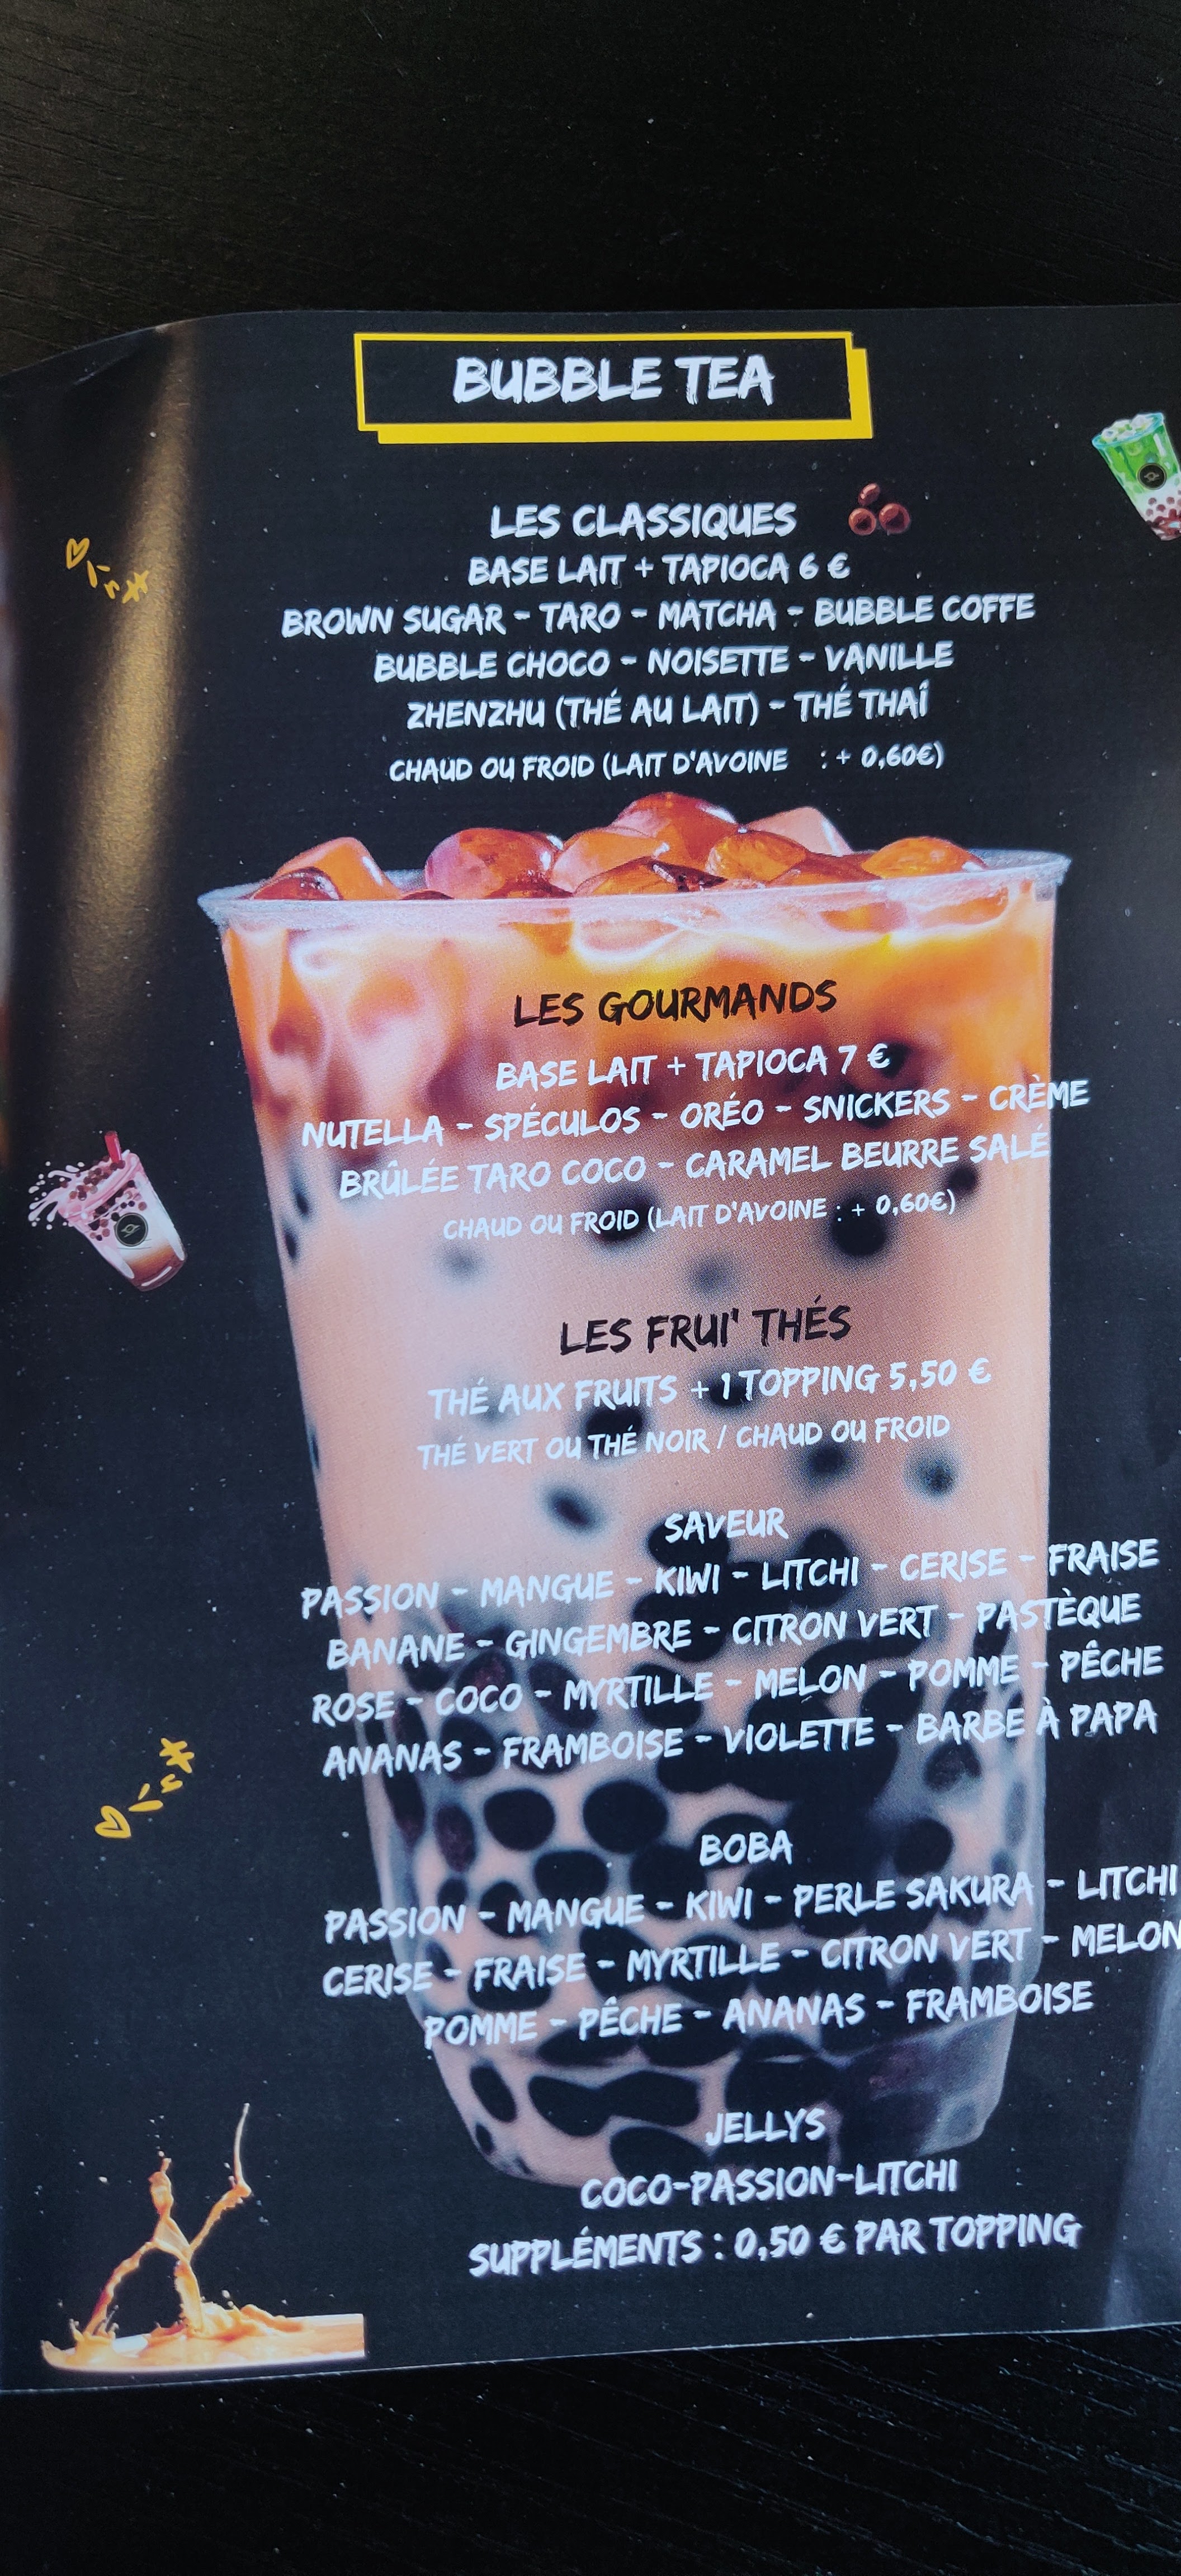 BUBBLE TEA
LES CLASSIQUES
BASE LAIT + TAPIOCA 6 €
BROWN SUGAR - TARO - MATCHA - BUBBLE COFFE
BUBBLE CHOCO - NOISETTE - VANILLE
ZHENZHU (THÉ AU LAIT) - THÉ THAÎ
CHAUD OU FROID (LAIT D'AVOINE : + 0,60€)
LES GOURMANDS
BASE LAIT + TAPIOCA 7 €
NUTELLA - SPÉCULOS - ORÉO - SNICKERS - CRÈME
BRÛLÉE TARO COCO - CARAMEL BEURRE SALÉ
CHAUD OU FROID (LAIT D'AVOINE : + 0,60€)
LES FRUI' THÉS
THÉ AUX FRUITS + 1 TOPPING 5,50 €
THÉ VERT OU THÉ NOIR / CHAUD OU FROID
SAVEUR
PASSION - MANGUE - KIWI - LITCHI - CERISE - FRAISE
BANANE - GINGEMBRE - CITRON VERT - PASTÈQUE
ROSE - COCO - MYRTILLE - MELON - POMME - PÊCHE
ANANAS - FRAMBOISE - VIOLETTE - BARBE À PAPA
BOBA
PASSION - MANGUE - KIWI - PERLE SAKURA - LITCHI
CERISE - FRAISE - MYRTILLE - CITRON VERT - MELON
POMME - PÊCHE - ANANAS - FRAMBOISE
JELLYS
COCO-PASSION-LITCHI
SUPPLÉMENTS : 0,50 € PAR TOPPING